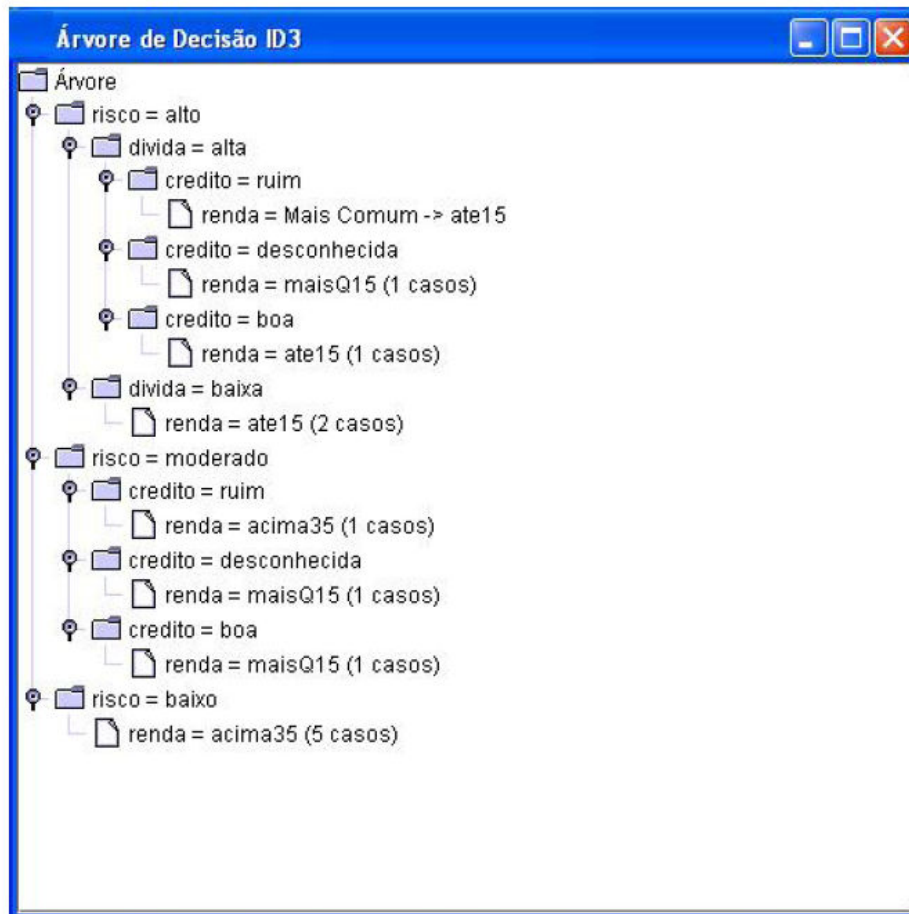 Árvore de Decisão ID3
Árvore
risco = alto
divida = alta
credito = ruim
renda = Mais Comum -> ate15
credito = desconhecida
renda = maisQ15 (1 casos)
credito = boa
renda = ate15 (1 casos)
divida = baixa
renda = ate15 (2 casos)
risco = moderado
credito = ruim
renda = acima35 (1 casos)
credito = desconhecida
renda = maisQ15 (1 casos)
credito = boa
renda = maisQ15 (1 casos)
risco = baixo
renda = acima35 (5 casos)